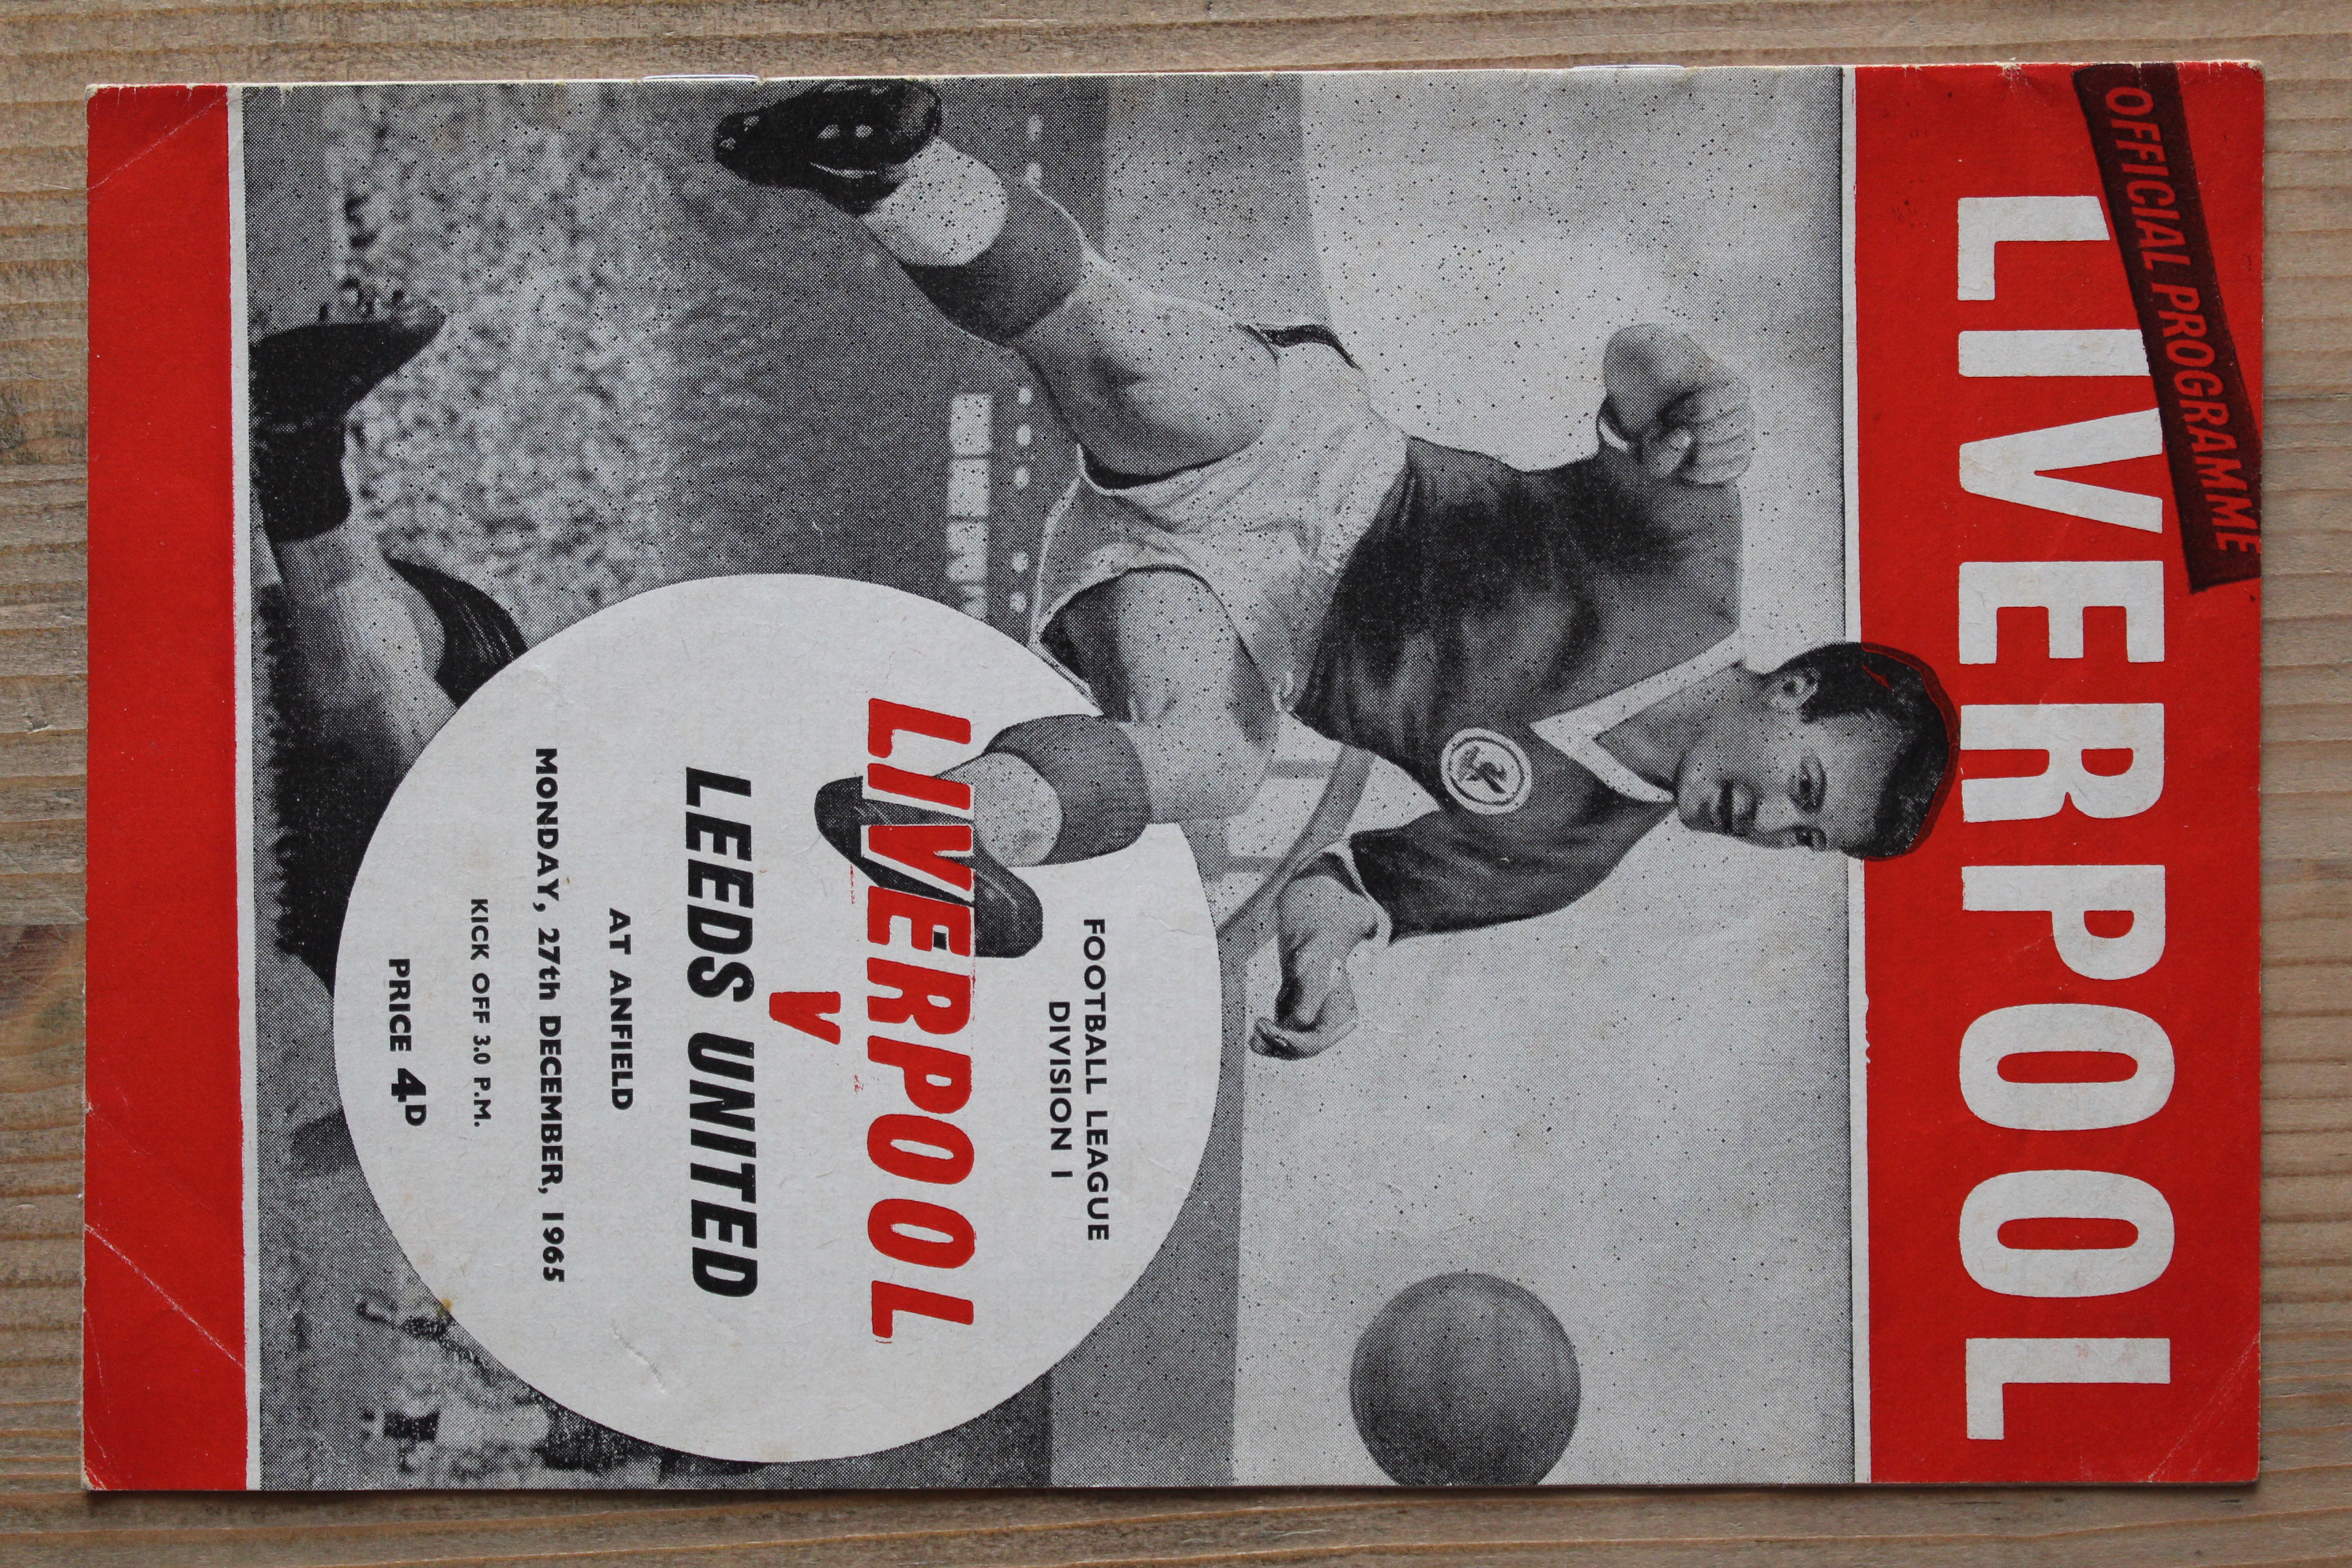 OFFICIAL PROGRAMME
LIVERPOOL
FOOTBALL LEAGUE
DIVISION I
LIVERPOOL
V
LEEDS UNITED
AT ANFIELD
MONDAY, 27th DECEMBER, 1965
KICK OFF 3.0 P.M.
PRICE 4D